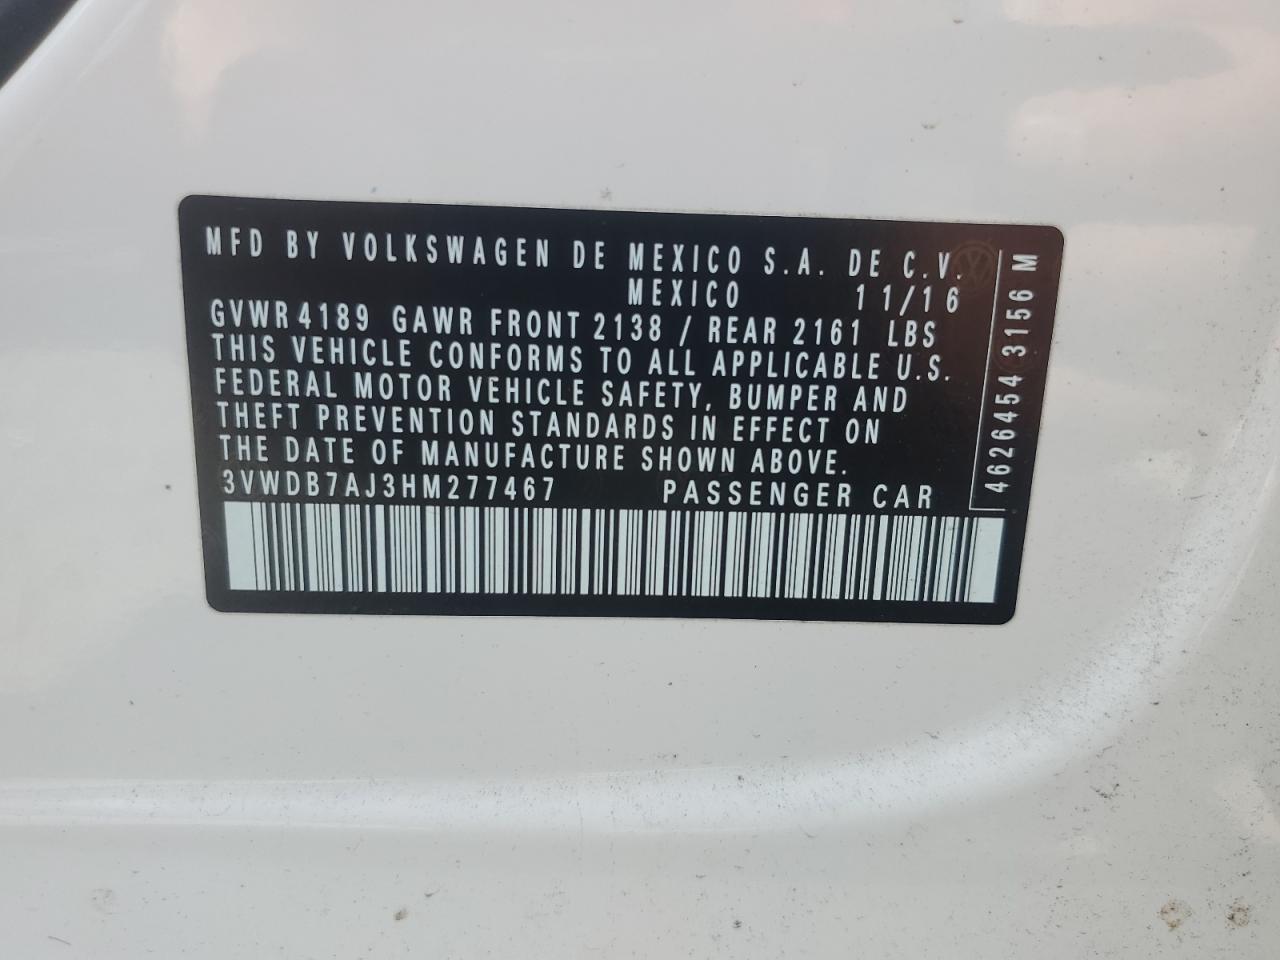 MFD BY VOLKSWAGEN DE MEXICO S.A. DE C.V.
MEXICO 11/16
GVWR 4189 GAWR FRONT 2138 / REAR 2161 LBS
THIS VEHICLE CONFORMS TO ALL APPLICABLE U.S.
FEDERAL MOTOR VEHICLE SAFETY, BUMPER AND
THEFT PREVENTION STANDARDS IN EFFECT ON
THE DATE OF MANUFACTURE SHOWN ABOVE.
3VWDB7AJ3HM277467 PASSENGER CAR
4626454 3156 M